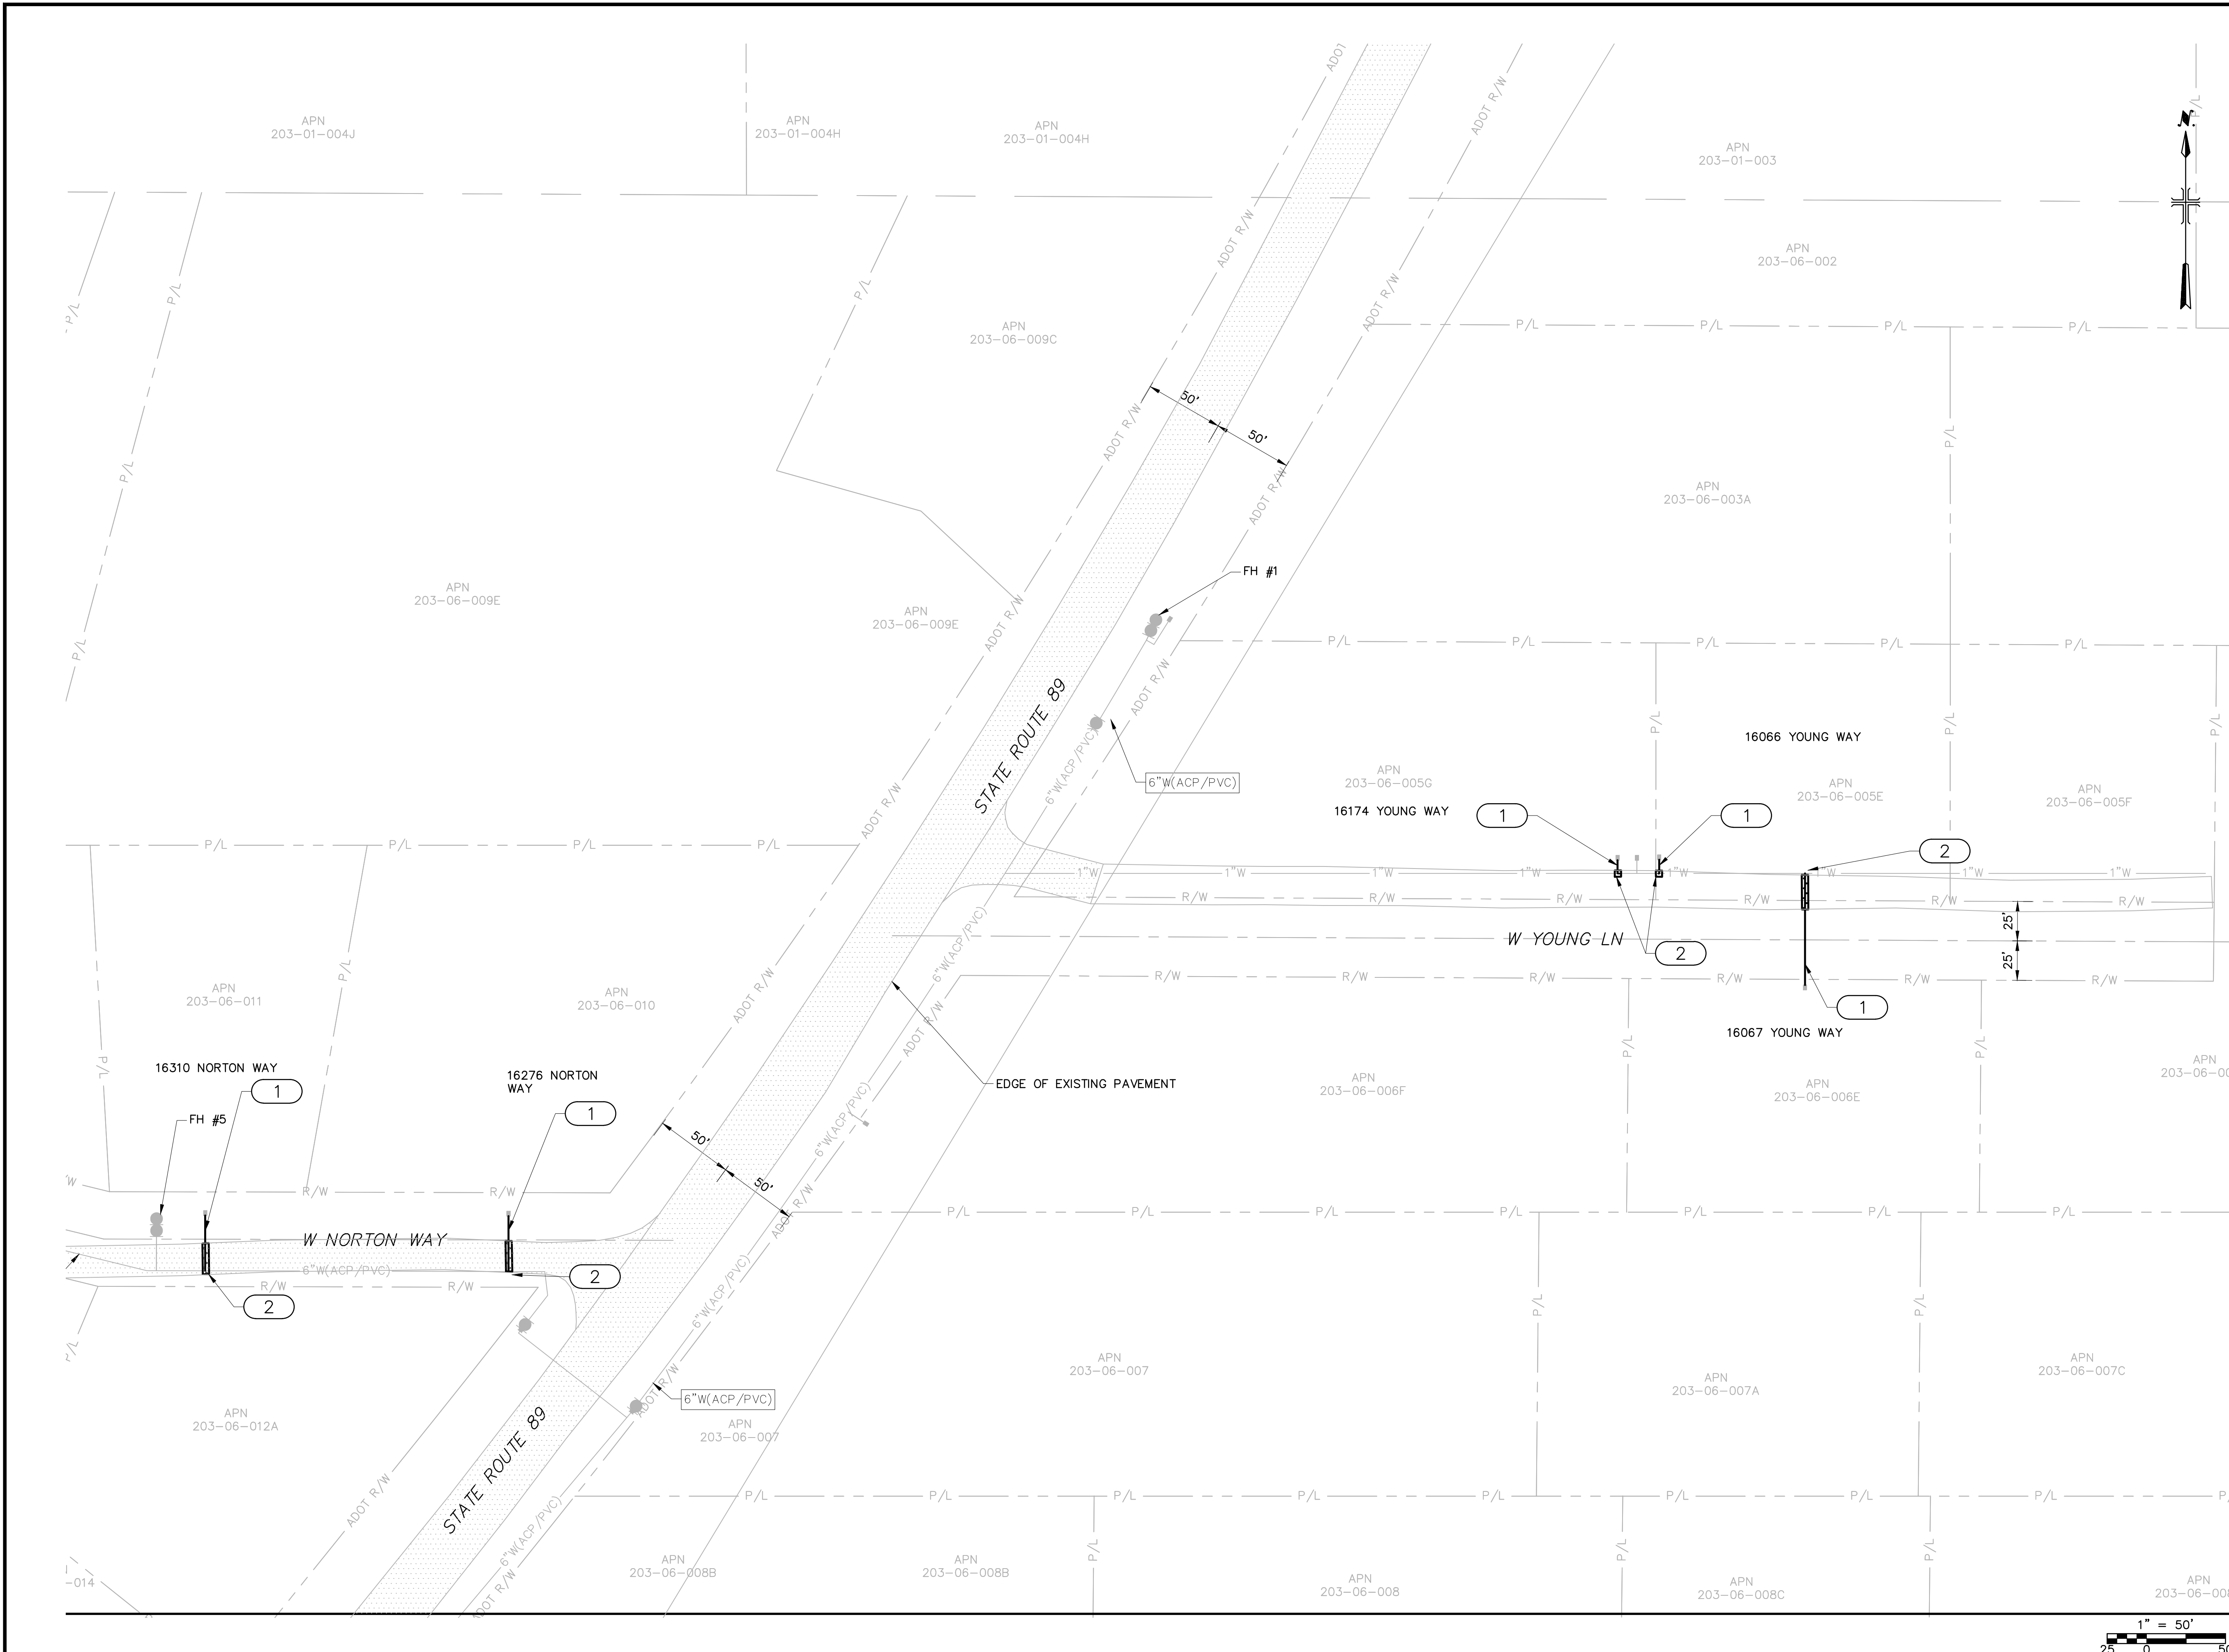 ADOT
ADOT R/W
P/L
N
APN
203-01-004J
APN
203-01-004H
APN
203-01-004H
APN
203-01-003
APN
203-06-002
ADOT R/W
P/L
P/L
P/L
APN
203-06-009C
ADOT R/W
ADOT R/W
P/L
P/L
P/L
P/L
50'
50'
ADOT R/W
ADOT R/W
P/L
P/L
APN
203-06-003A
FH #1
APN
203-06-009E
APN
203-06-009E
ADOT R/W
P/L
P/L
P/L
P/L
P/L
P/L
ADOT R/W
STATE ROUTE 89
6"W(ACP/PVC)
6"W(ACP/PVC)
P/L
P/L
P/L
16066 YOUNG WAY
APN
203-06-005G
APN
203-06-005E
APN
203-06-005F
16174 YOUNG WAY
1
1
ADOT R/W
P/L
P/L
P/L
P/L
2
1"W
1"W
1"W
1"W
1"W
1"W
1"W
1"W
R/W
R/W
R/W
R/W
R/W
R/W
25'
25'
W YOUNG LN
2
6"W(ACP/PVC)
R/W
R/W
R/W
R/W
R/W
R/W
1
16067 YOUNG WAY
APN
203-06-011
P/L
APN
203-06-010
ADOT R/W
ADOT R/W
P/L
16310 NORTON WAY
1
16276 NORTON
WAY
1
FH #5
EDGE OF EXISTING PAVEMENT
6"W(ACP/PVC)
APN
203-06-006F
P/L
APN
203-06-006E
P/L
APN
50'
50'
ADOT R/W
R/W
R/W
P/L
P/L
P/L
P/L
P/L
P/L
P/L
W NORTON WAY
6"W(ACP/PVC)
R/W
R/W
2
2
6"W(ACP/PVC)
P/L
P/L
P/L
APN
203-06-007
APN
203-06-007A
APN
203-06-007C
ADOT R/W
6"W(ACP/PVC)
APN
203-06-007
APN
203-06-012A
STATE ROUTE 89
ADOT R/W
6"W(ACP/PVC)
P/L
P/L
P/L
P/L
P/L
P/L
P/L
P/L
P/L
P/L
P/L
-014
APN
203-06-008B
APN
203-06-008B
APN
203-06-008
APN
203-06-008C
APN
1" = 50'
25
0